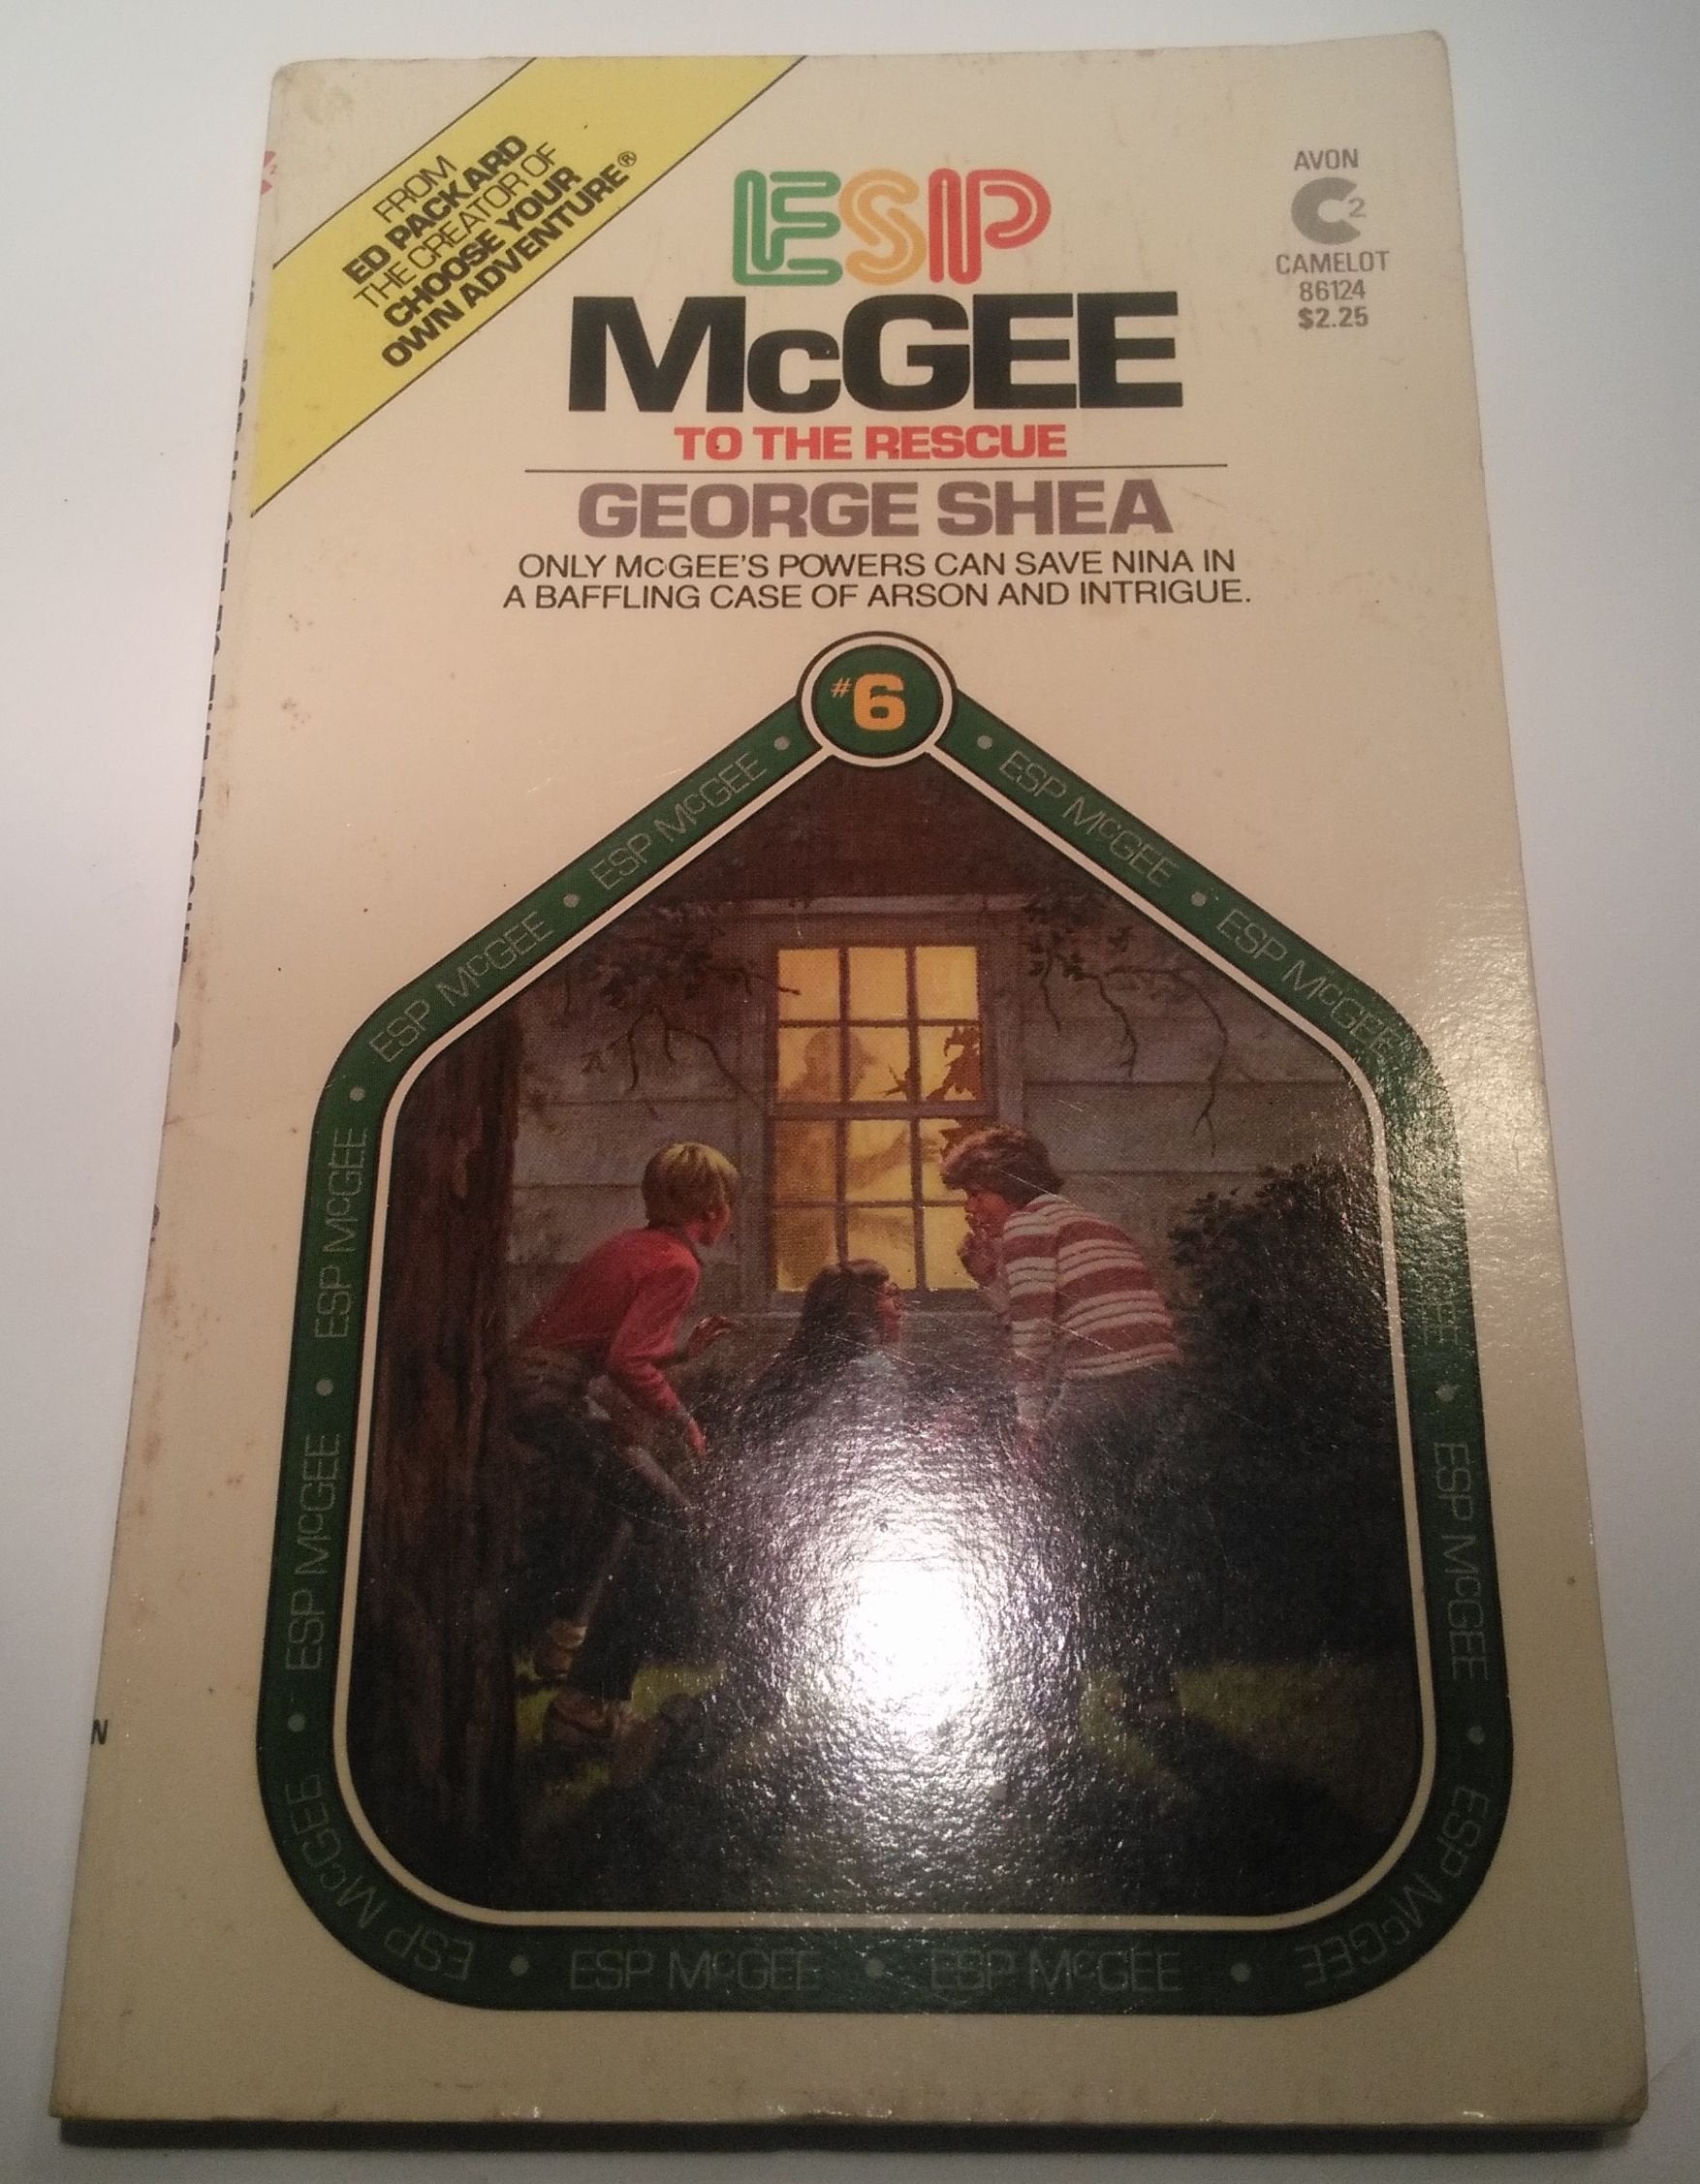 FROM
ED PACKARD
THE CREATOR OF
CHOOSE YOUR
OWN ADVENTURE®
ESP
McGEE
TO THE RESCUE
GEORGE SHEA
ONLY McGEE'S POWERS CAN SAVE NINA IN
A BAFFLING CASE OF ARSON AND INTRIGUE.
AVON
C2
CAMELOT
86124
$2.25
#6
ESP McGEE • ESP McGEE • ESP McGEE • ESP McGEE • ESP McGEE • ESP McGEE • ESP McGEE • ESP McGEE • ESP McGEE • ESP McGEE • ESP McGEE • ESP McGEE
N